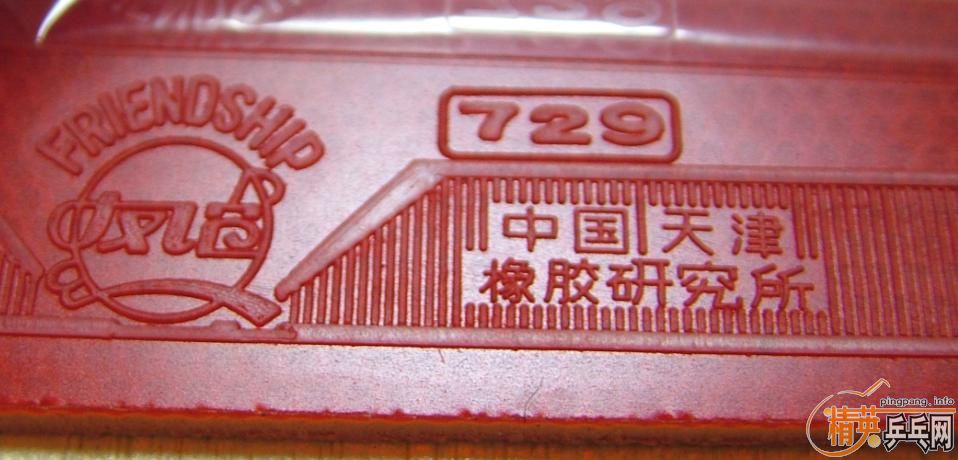 FRIENDSHIP
友谊
729
中国天津
橡胶研究所
pingpang.info
精英乒乓网